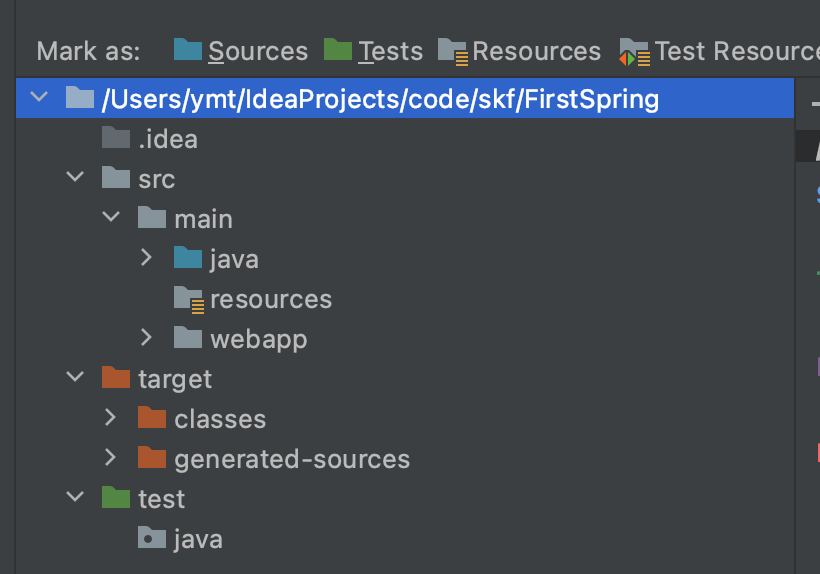 Mark as: Sources Tests Resources Test Resource
/Users/ymt/IdeaProjects/code/skf/FirstSpring
.idea
src
main
java
resources
webapp
target
classes
generated-sources
test
java